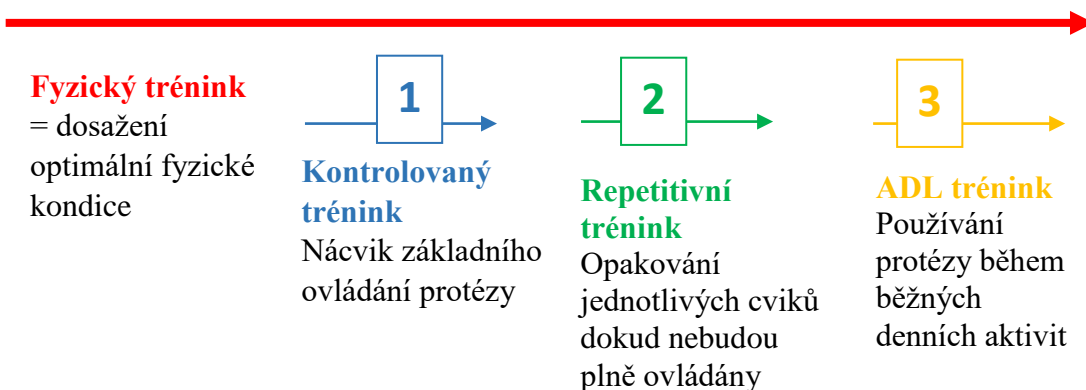 Fyzický trénink
= dosažení
optimální fyzické
kondice
1
Kontrolovaný
trénink
Nácvik základního
ovládání protézy
2
Repetitivní
trénink
Opakování
jednotlivých cviků
dokud nebudou
plně ovládány
3
ADL trénink
Používání
protézy během
běžných
denních aktivit